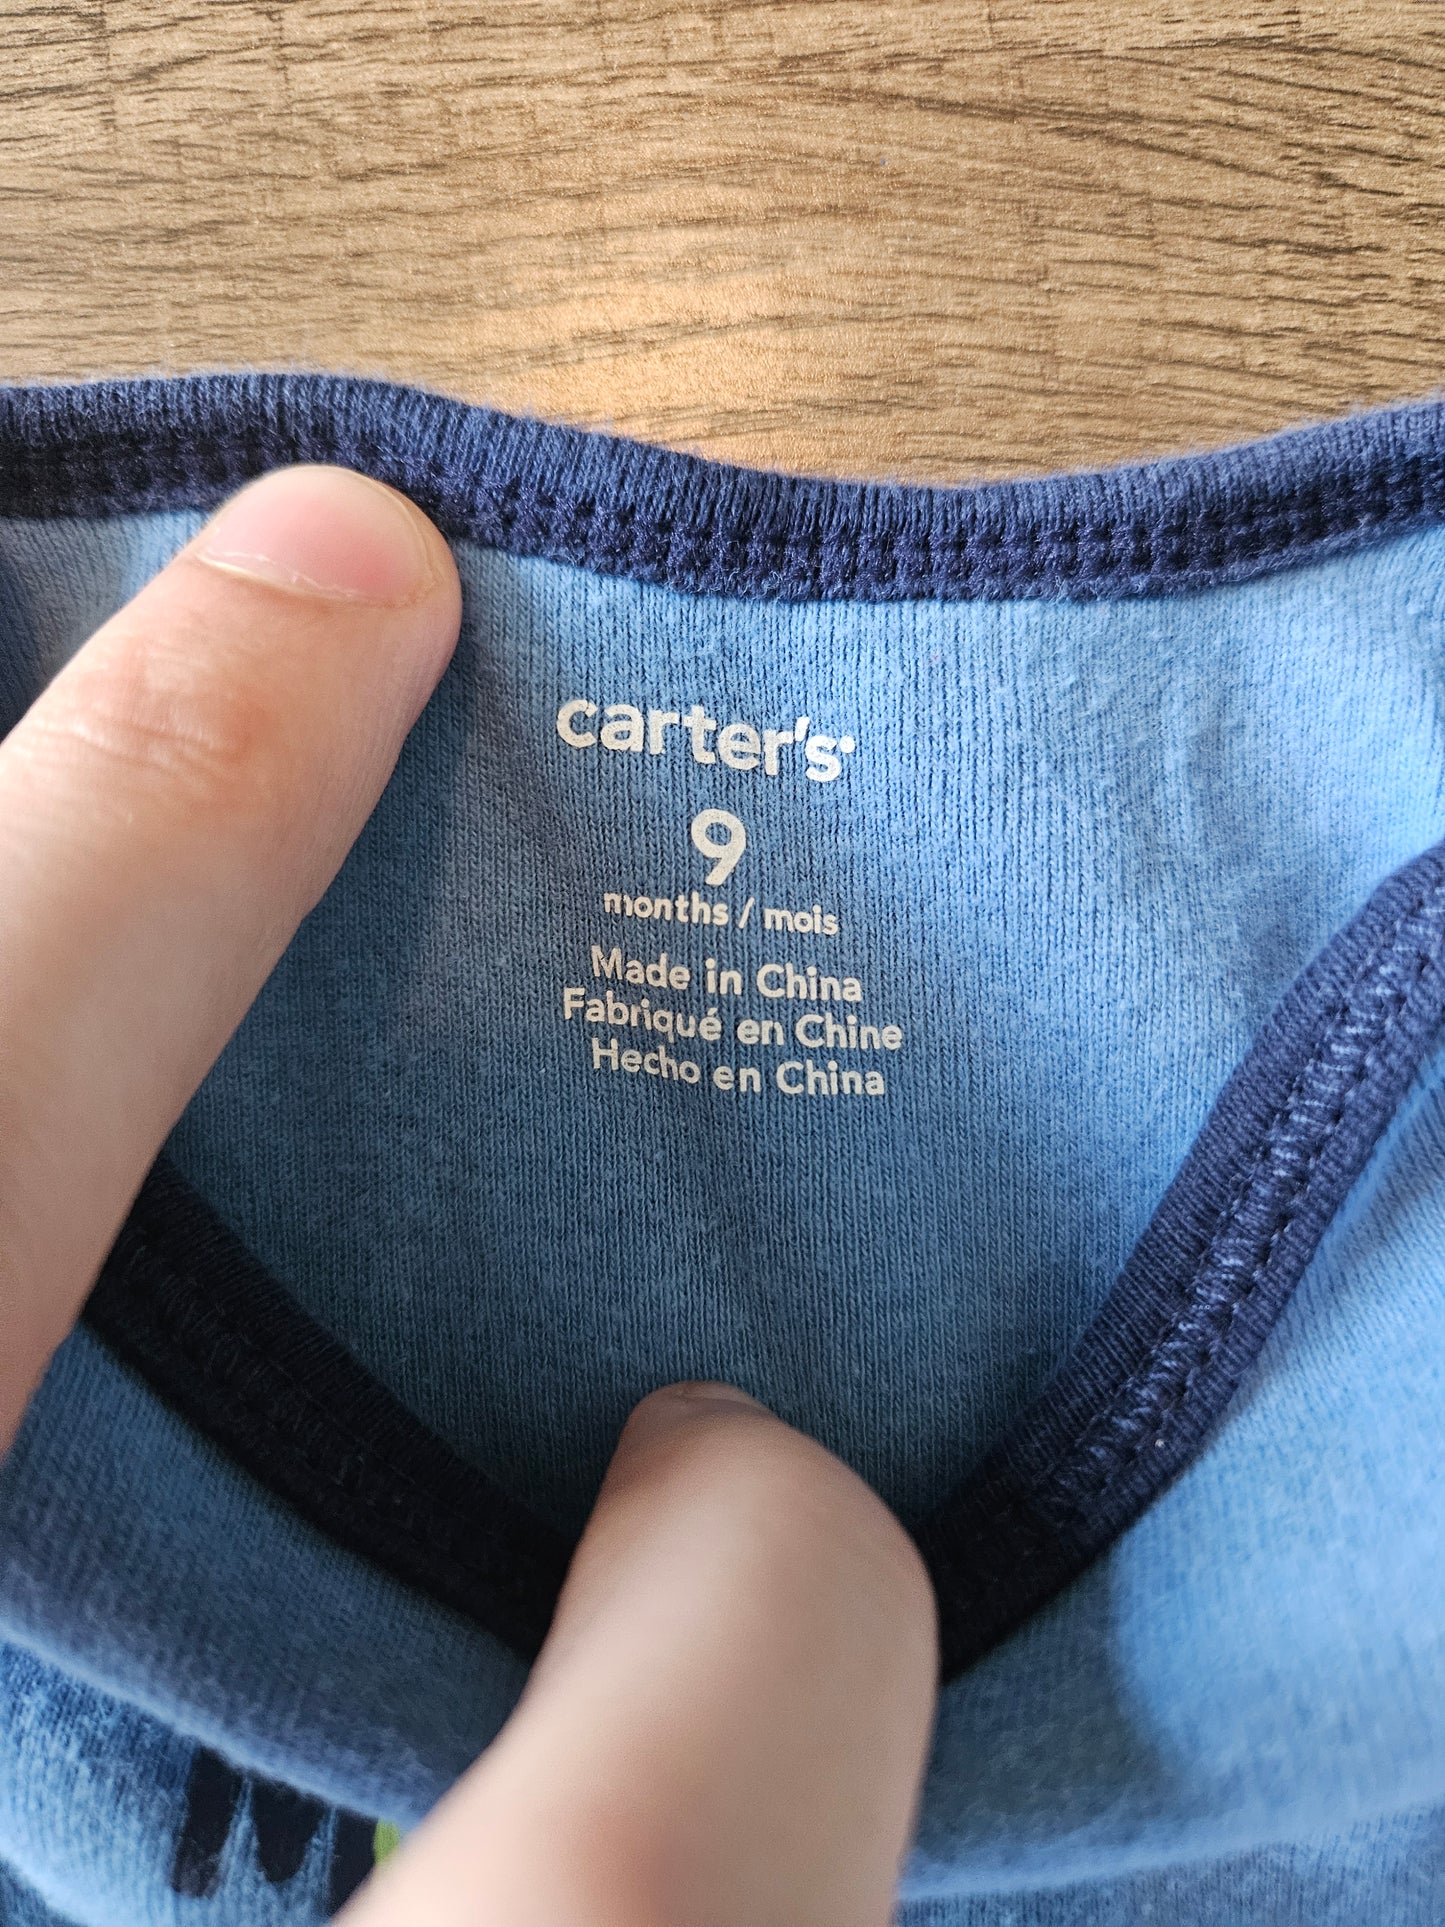 carter's
9
months / mois
Made in China
Fabriqué en Chine
Hecho en China